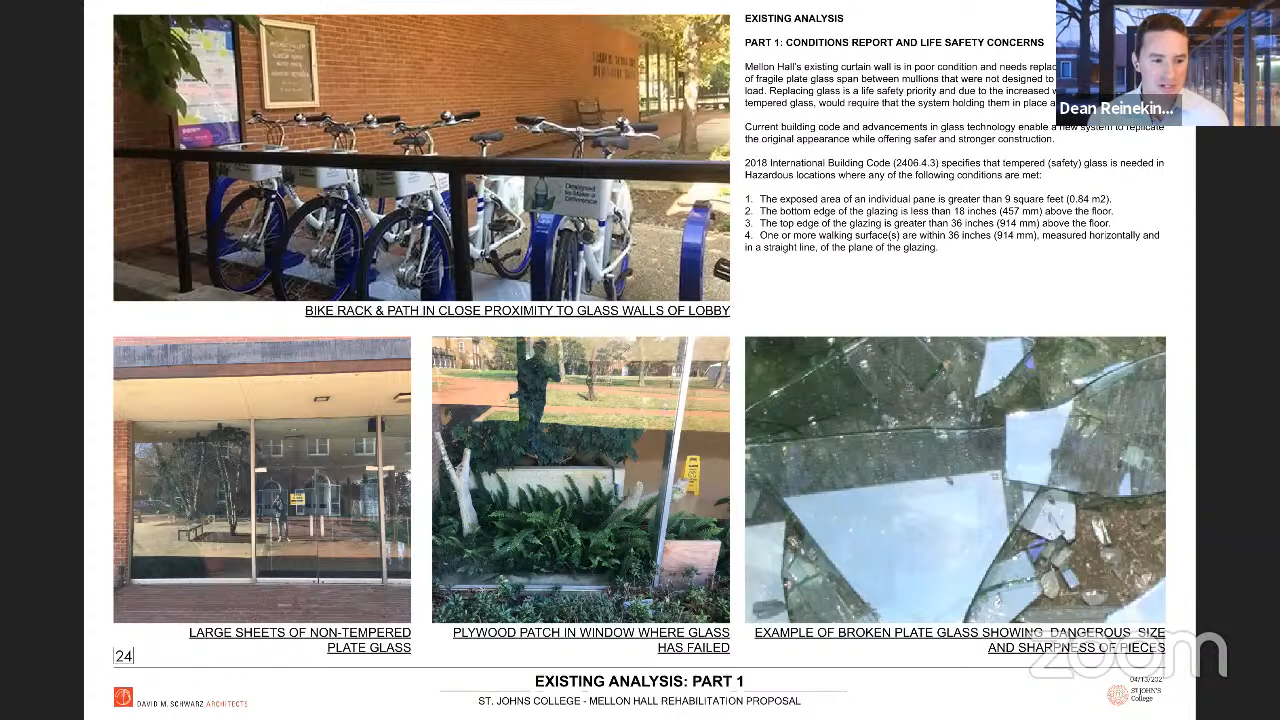 EXISTING ANALYSIS
PART 1: CONDITIONS REPORT AND LIFE SAFETY CONCERNS
Mellon Hall's existing curtain wall is in poor condition and needs
of fragile plate glass span between mullions that were not designed to
load. Replacing glass is a life safety priority and due to the increased
tempered glass, would require that the system holding them in place
Current building code and advancements in glass technology enable a new system to replicate
the original appearance while offering safer and stronger construction.
2018 International Building Code (2406.4.3) specifies that tempered (safety) glass is needed in
Hazardous locations where any of the following conditions are met:
1. The exposed area of an individual pane is greater than 9 square feet (0.84 m2).
2. The bottom edge of the glazing is less than 18 inches (457 mm) above the floor.
3. The top edge of the glazing is greater than 36 inches (914 mm) above the floor.
4. One or more walking surface(s) are within 36 inches (914 mm), measured horizontally and
in a straight line, of the plane of the glazing.
Dean Reinekin...
Designed
to Make a
Difference
BIKE RACK & PATH IN CLOSE PROXIMITY TO GLASS WALLS OF LOBBY
LARGE SHEETS OF NON-TEMPERED
PLATE GLASS
PLYWOOD PATCH IN WINDOW WHERE GLASS
HAS FAILED
EXAMPLE OF BROKEN PLATE GLASS SHOWING DANGEROUS SIZE
AND SHARPNESS OF PIECES
zoom
24
EXISTING ANALYSIS: PART 1
ST. JOHNS COLLEGE - MELLON HALL REHABILITATION PROPOSAL
DAVID M. SCHWARZ ARCHITECTS
04/13/202
ST JOHN'S
College